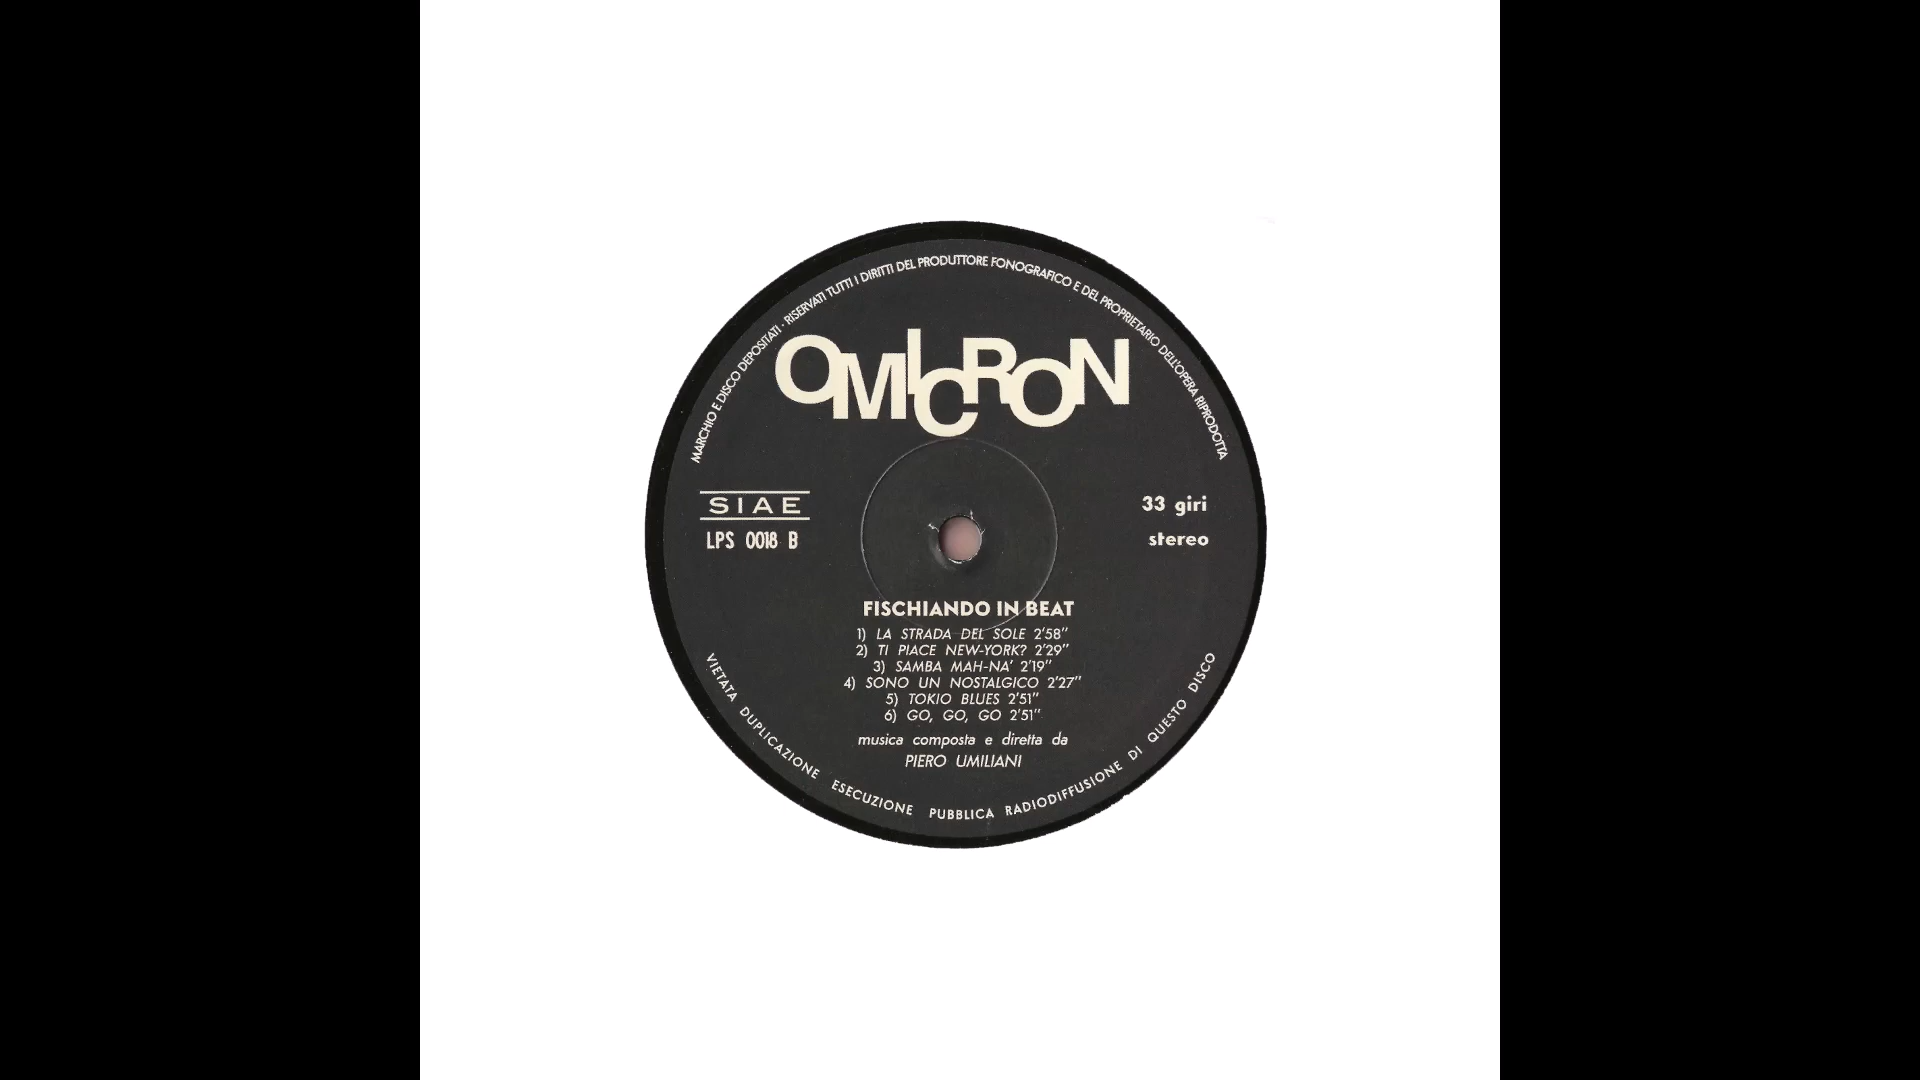 MARCHIO E DISCO DEPOSITATI - RISERVATI TUTTI I DIRITTI DEL PRODUTTORE FONOGRAFICO E DEL PROPRIETARIO DELL'OPERA RIPRODOTTA
OMICRON
SIAE
LPS 0018 B
33 giri
stereo
FISCHIANDO IN BEAT
1) LA STRADA DEL SOLE 2'58"
2) TI PIACE NEW-YORK? 2'29"
3) SAMBA MAH-NA' 2'19"
4) SONO UN NOSTALGICO 2'27"
5) TOKIO BLUES 2'51"
6) GO, GO, GO 2'51"
musica composta e diretta da
PIERO UMILIANI
VIETATA DUPLICAZIONE ESECUZIONE PUBBLICA RADIODIFFUSIONE DI QUESTO DISCO